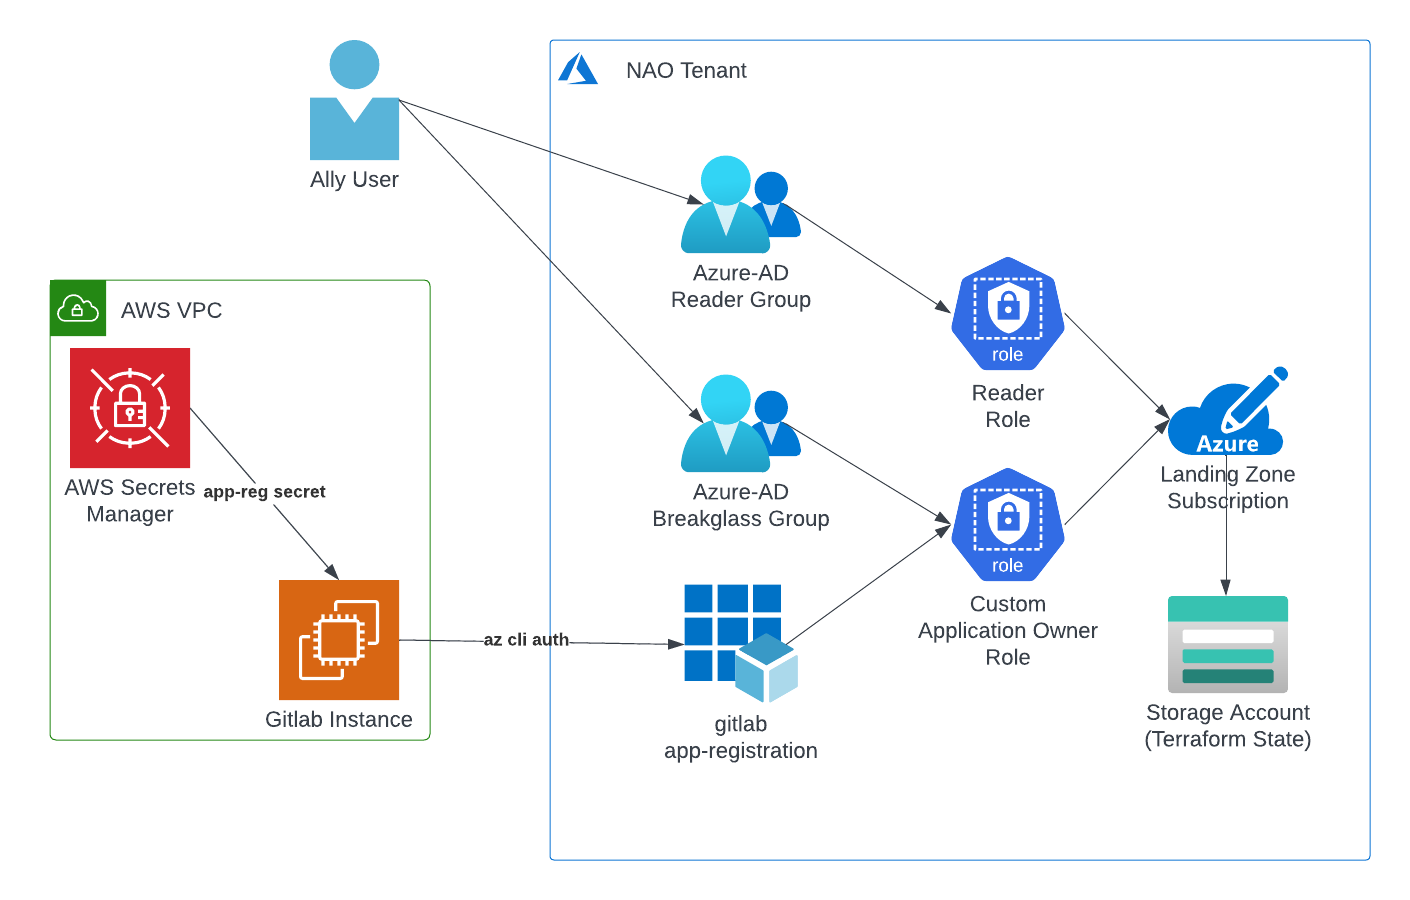 NAO Tenant
Ally User
Azure-AD
Reader Group
AWS VPC
role
Reader
Role
Azure
Landing Zone
Subscription
AWS Secrets
Manager
app-reg secret
Azure-AD
Breakglass Group
role
Custom
Application Owner
Role
az cli auth
Gitlab Instance
gitlab
app-registration
Storage Account
(Terraform State)